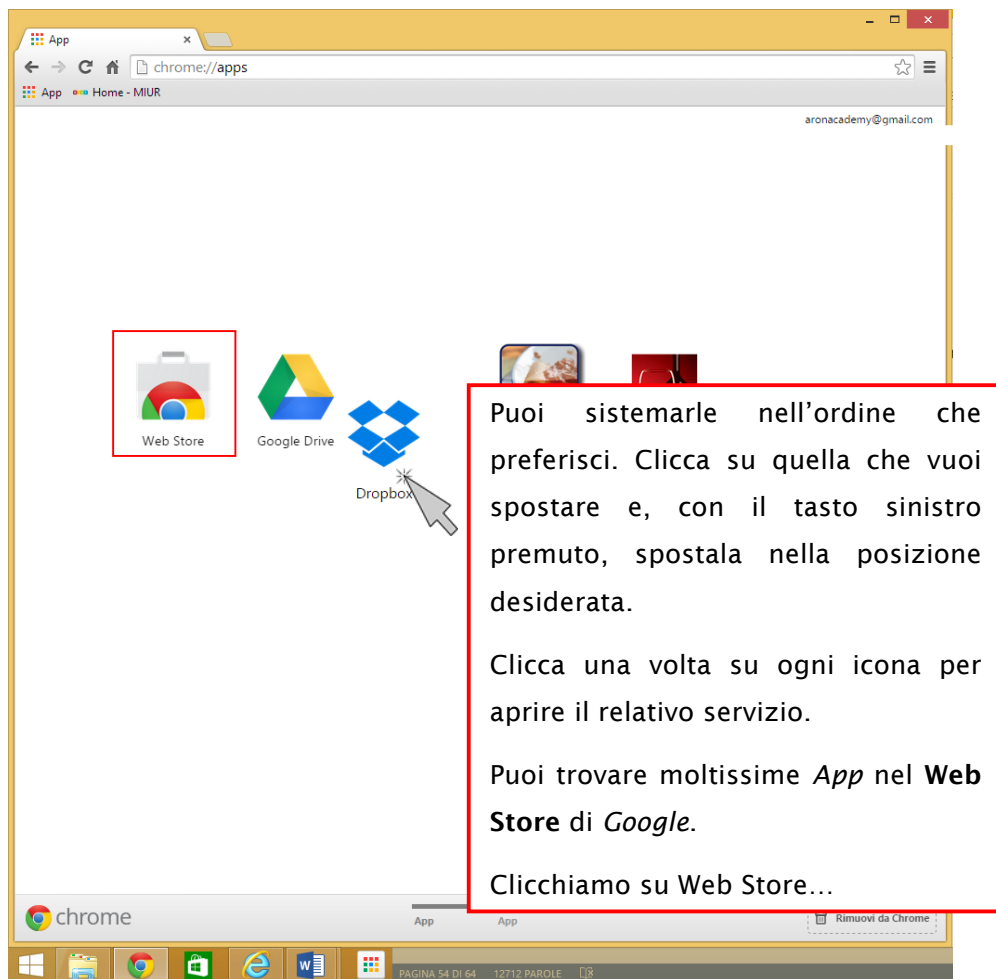 App
chrome://apps
App Home - MIUR
aronacademy@gmail.com
Web Store
Google Drive
Dropbox
Puoi sistemarle nell'ordine che
preferisci. Clicca su quella che vuoi
spostare e, con il tasto sinistro
premuto, spostala nella posizione
desiderata.
Clicca una volta su ogni icona per
aprire il relativo servizio.
Puoi trovare moltissime App nel Web
Store di Google.
Clicchiamo su Web Store…
chrome
App
App
Rimuovi da Chrome
PAGINA 54 DI 64 12712 PAROLE